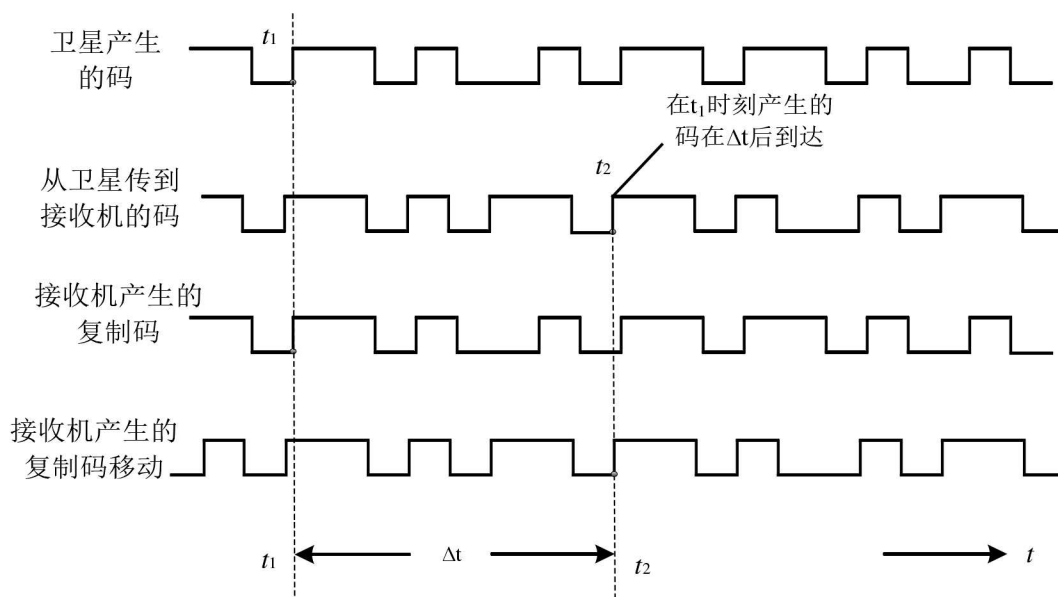 卫星产生
的码
t1
在t1时刻产生的
码在Δt后到达
从卫星传到
接收机的码
t2
接收机产生的
复制码
接收机产生的
复制码移动
t1
Δt
t2
t